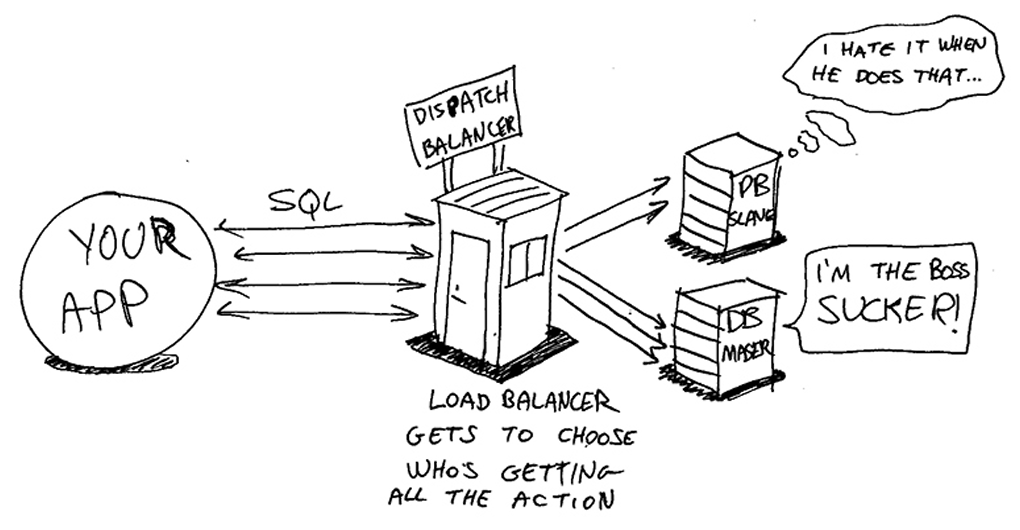 I HATE IT WHEN
HE DOES THAT...
DISPATCH
BALANCER
SQL
YOUR
APP
DB
SLAVE
I'M THE BOSS
SUCKER!
DB
MASER
LOAD BALANCER
GETS TO CHOOSE
WHO'S GETTING
ALL THE ACTION